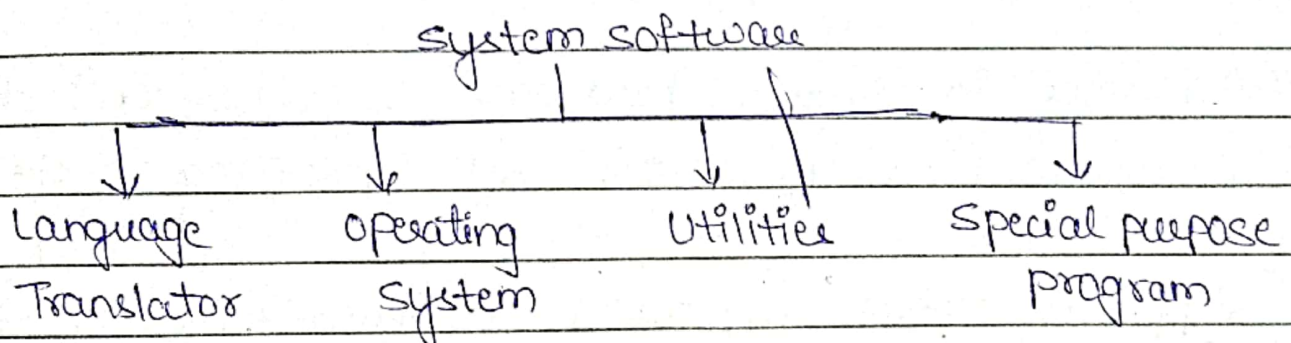 system software
Language operating utilities special purpose
Translator system program